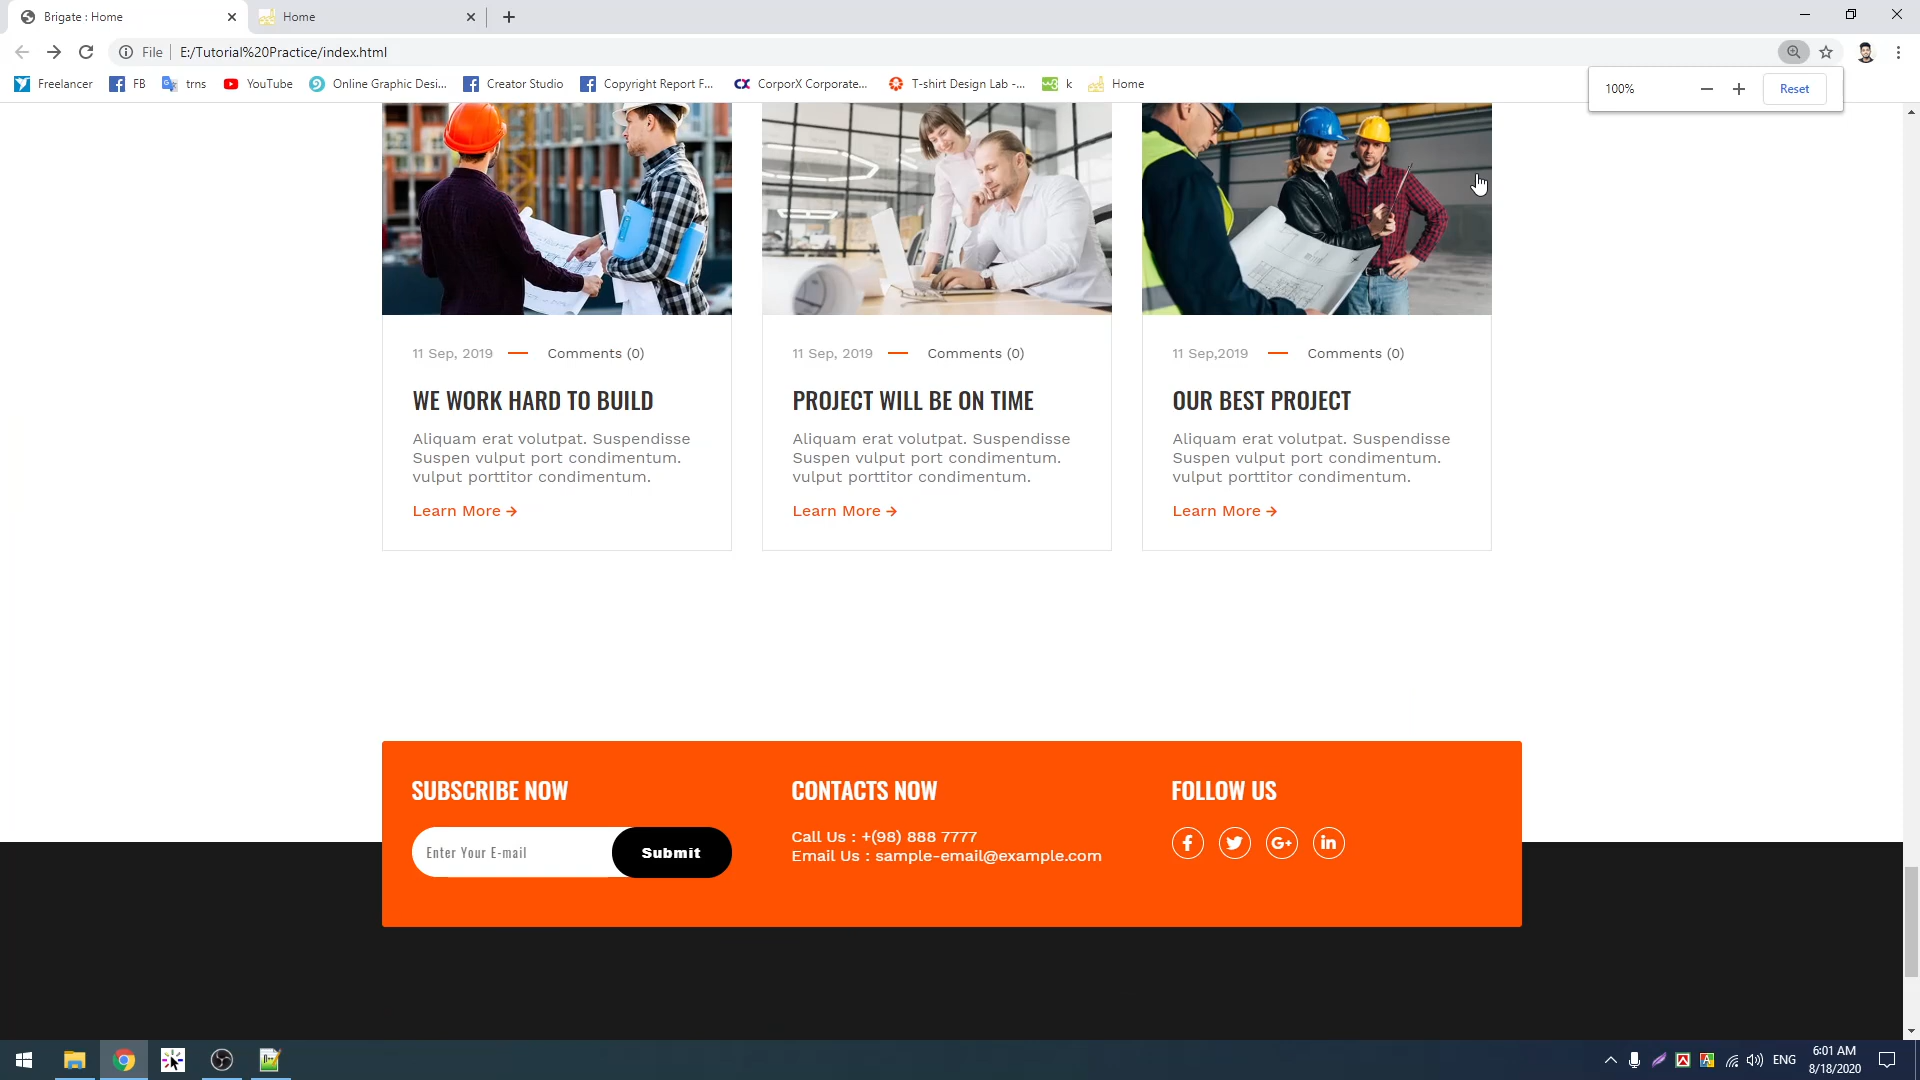 Brigate : Home
Home
File
E:/Tutorial%20Practice/index.html
Freelancer
FB
trns
YouTube
Online Graphic Desi...
Creator Studio
Copyright Report F...
CX CorporX Corporate...
T-shirt Design Lab -...
k
Home
100%
Reset
11 Sep, 2019
Comments (0)
WE WORK HARD TO BUILD
Aliquam erat volutpat. Suspendisse
Suspen vulput port condimentum.
vulput porttitor condimentum.
Learn More →
11 Sep, 2019
Comments (0)
PROJECT WILL BE ON TIME
Aliquam erat volutpat. Suspendisse
Suspen vulput port condimentum.
vulput porttitor condimentum.
Learn More →
11 Sep,2019
Comments (0)
OUR BEST PROJECT
Aliquam erat volutpat. Suspendisse
Suspen vulput port condimentum.
vulput porttitor condimentum.
Learn More →
SUBSCRIBE NOW
Enter Your E-mail
Submit
CONTACTS NOW
Call Us : +(98) 888 7777
Email Us : sample-email@example.com
FOLLOW US
ENG
6:01 AM
8/18/2020